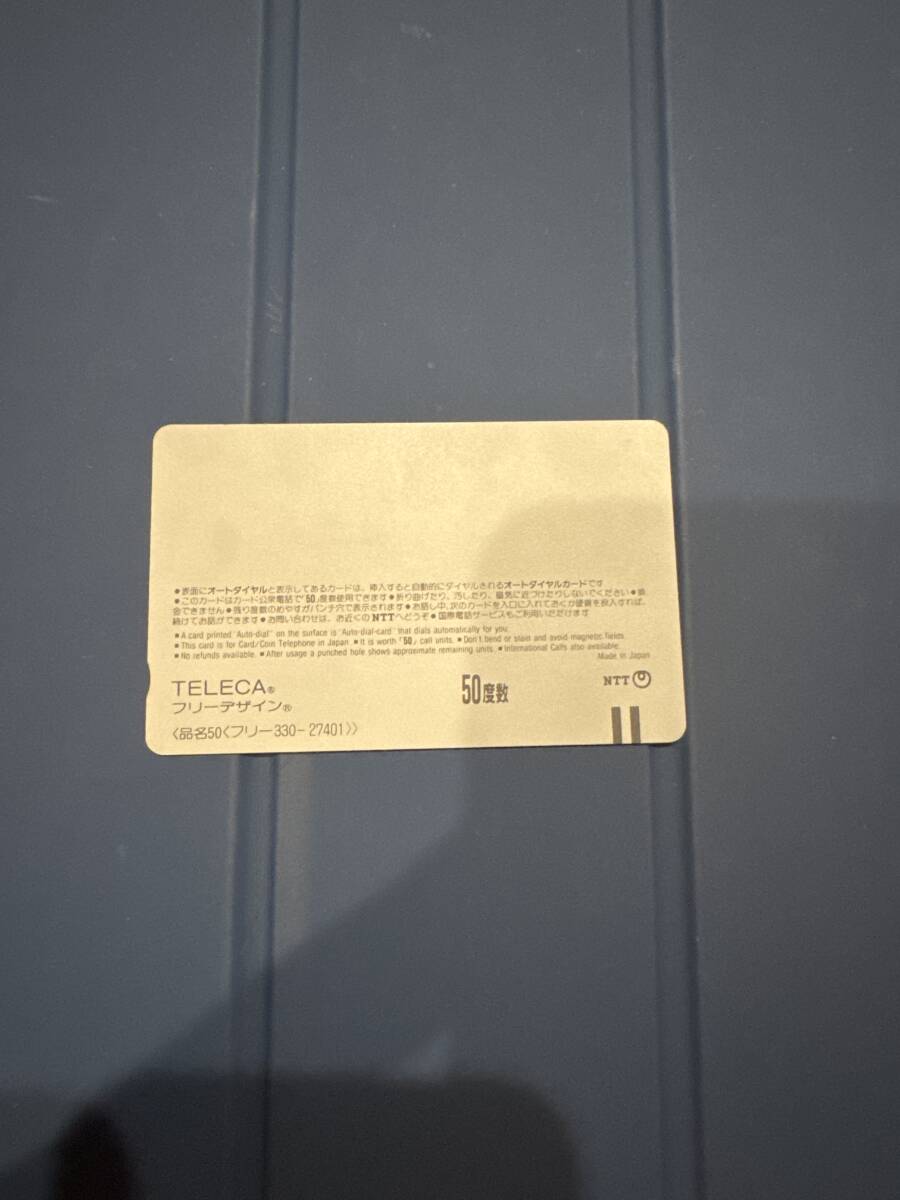 ●表面にオートダイヤルと表示してあるカードは、挿入すると自動的にダイヤルされるオートダイヤルカードです
●このカードはカード公衆電話で「50」度数使用できます●折り曲げたり、汚したり、磁気に近づけたりしないでください●換
金できません●残り度数のめやすがパンチ穴で表示されます●お話し中、次のカードを入口に入れておくか硬貨を投入すれば、
続けてお話ができます●お問い合わせは、お近くのNTTへどうぞ●国際電話サービスもご利用いただけます
■A card printed "Auto-dial" on the surface is "Auto-dial-card" that dials automatically for you.
■This card is for Card/Coin Telephone in Japan. ■It is worth「50」call units. ■Don't bend or stain and avoid magnetic fields.
■No refunds available. ■After usage a punched hole shows approximate remaining units. ■International Calls also available.
Made in Japan
TELECA®
フリーデザイン®
50度数
NTT
〈品名50〈フリー330-27401〉〉